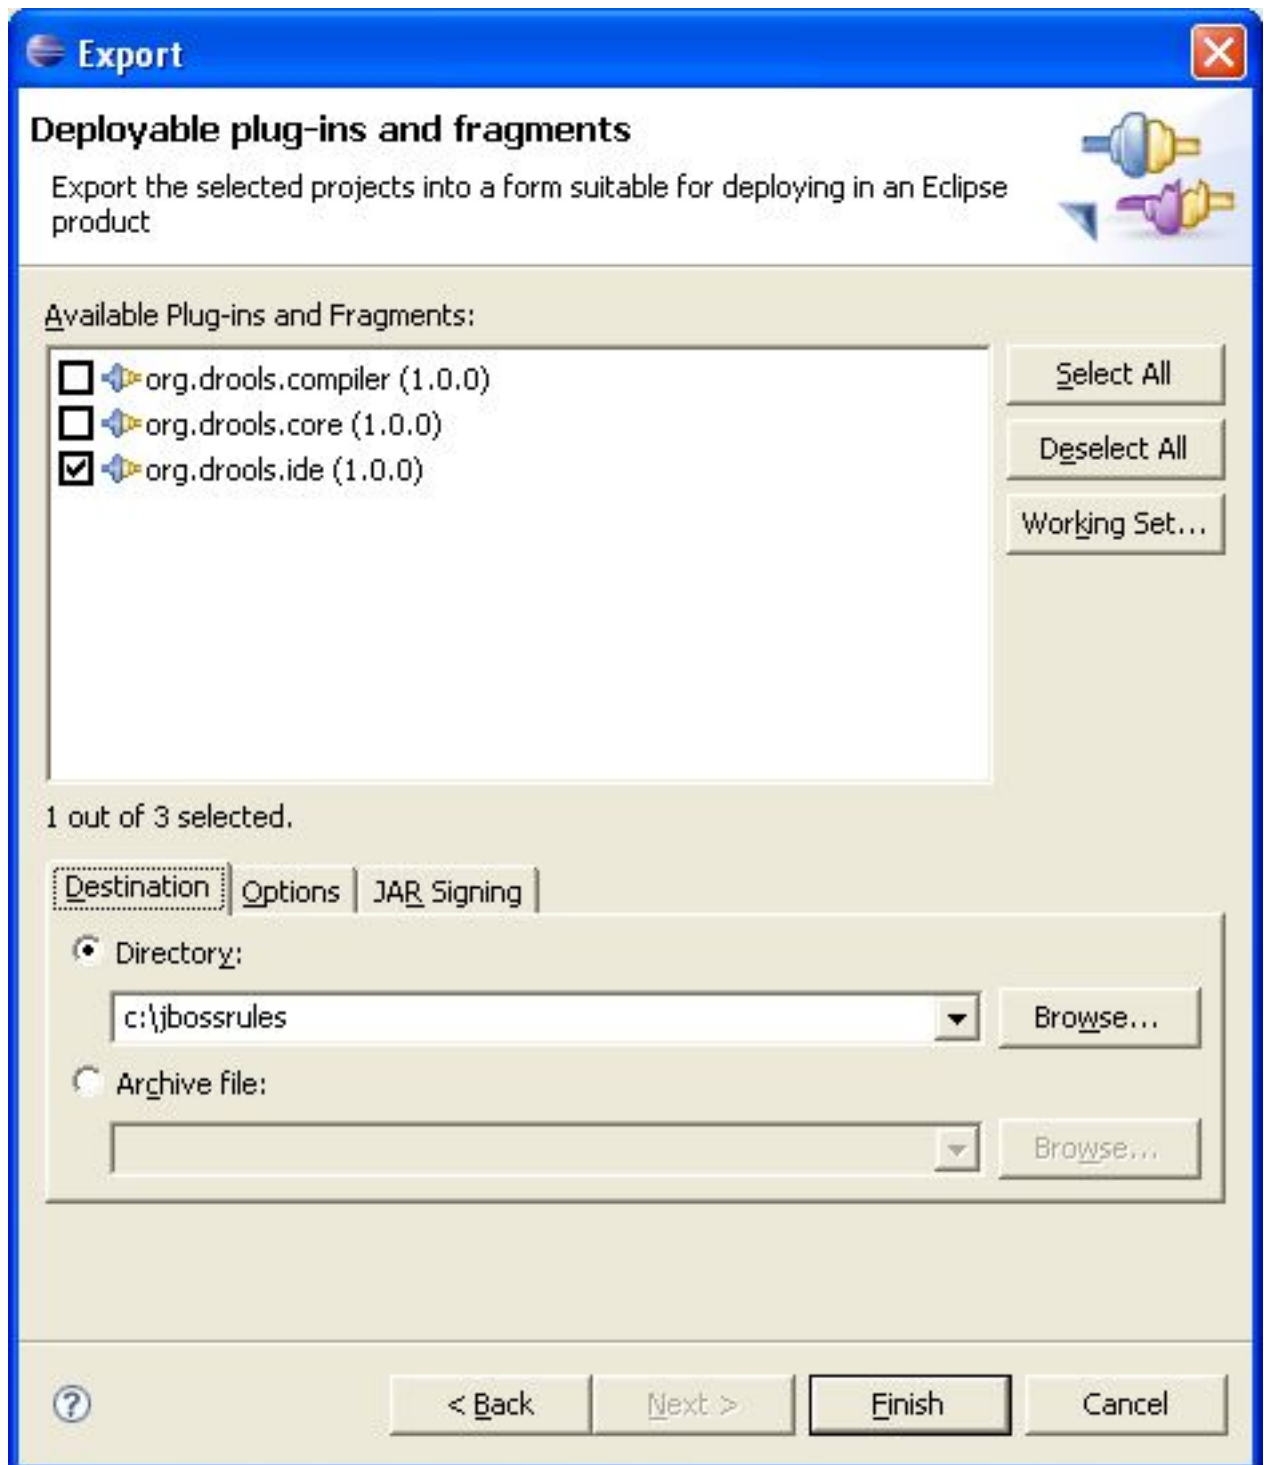 Export
Deployable plug-ins and fragments
Export the selected projects into a form suitable for deploying in an Eclipse
product
Available Plug-ins and Fragments:
org.drools.compiler (1.0.0)
org.drools.core (1.0.0)
org.drools.ide (1.0.0)
Select All
Deselect All
Working Set...
1 out of 3 selected.
Destination Options JAR Signing
Directory:
c:\jbossrules Browse...
Archive file:
Browse...
? < Back Next > Finish Cancel